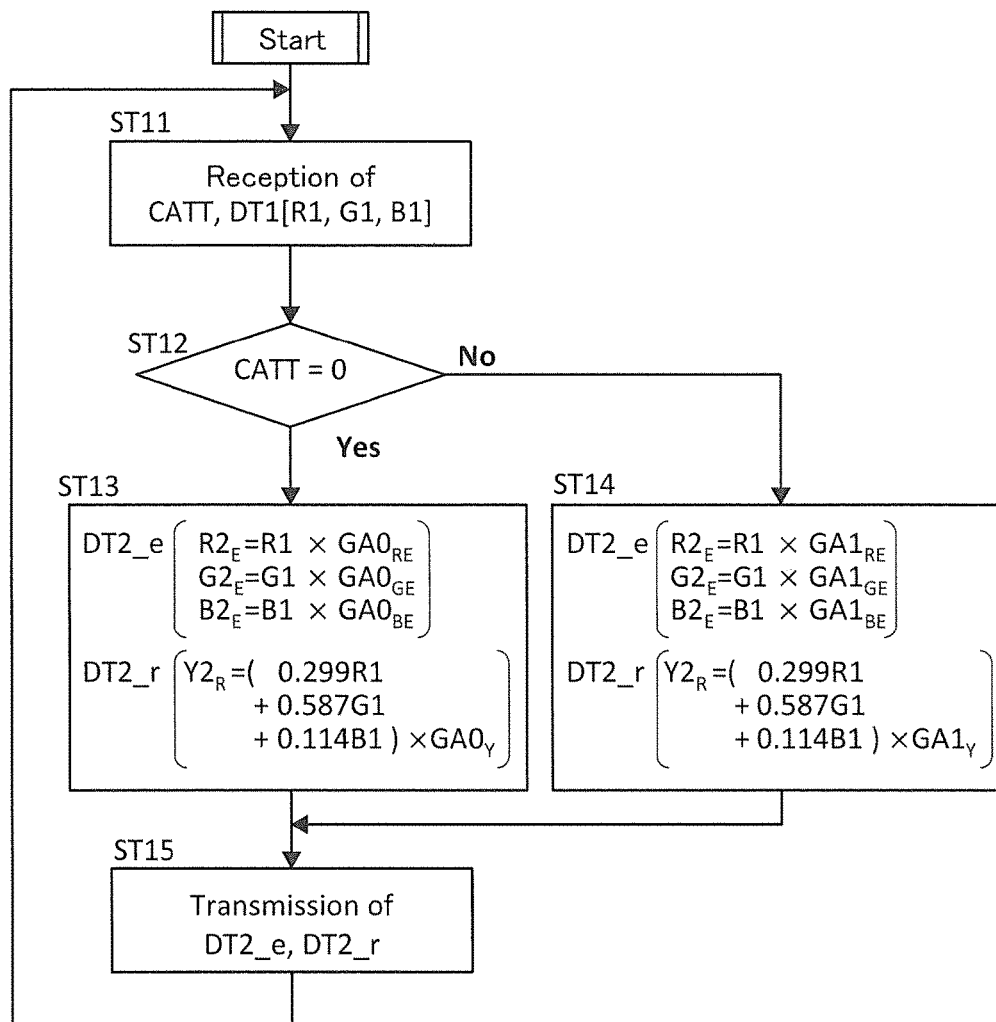 Start
ST11
Reception of
CATT, DT1[R1, G1, B1]
ST12
CATT = 0
No
Yes
ST13
DT2_e
R2E=R1 × GA0RE
G2E=G1 × GA0GE
B2E=B1 × GA0BE
DT2_r
Y2R=( 0.299R1
+ 0.587G1
+ 0.114B1 ) ×GA0Y
ST14
DT2_e
R2E=R1 × GA1RE
G2E=G1 × GA1GE
B2E=B1 × GA1BE
DT2_r
Y2R=( 0.299R1
+ 0.587G1
+ 0.114B1 ) ×GA1Y
ST15
Transmission of
DT2_e, DT2_r